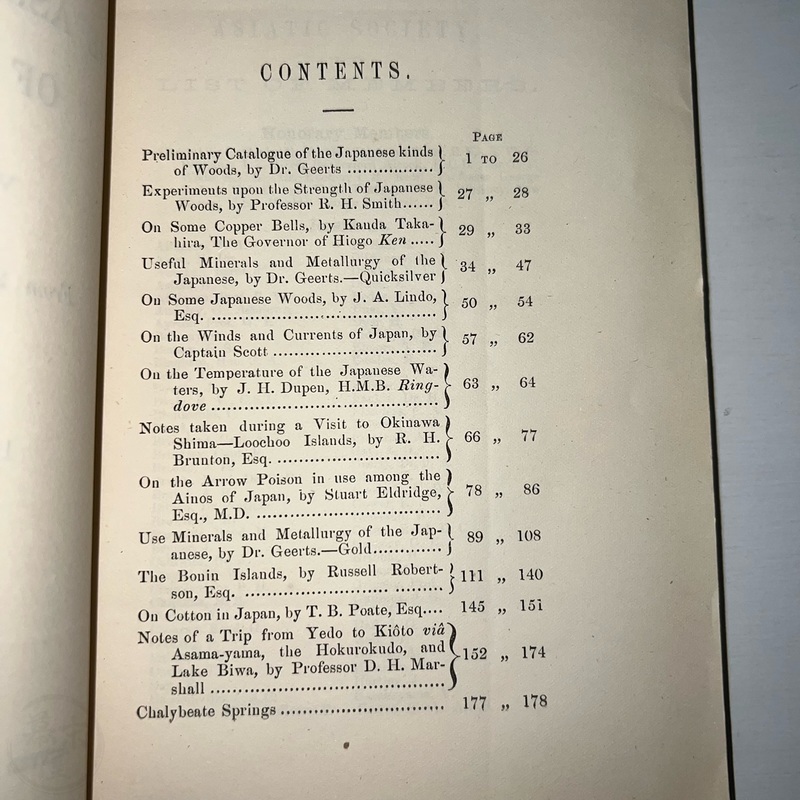 CONTENTS.
PAGE
Preliminary Catalogue of the Japanese kinds
of Woods, by Dr. Geerts ................. 1 TO 26
Experiments upon the Strength of Japanese
Woods, by Professor R. H. Smith...... 27 „ 28
On Some Copper Bells, by Kanda Taka-
hira, The Governor of Hiogo Ken ..... 29 „ 33
Useful Minerals and Metallurgy of the
Japanese, by Dr. Geerts.—Quicksilver 34 „ 47
On Some Japanese Woods, by J. A. Lindo,
Esq. .................................... 50 „ 54
On the Winds and Currents of Japan, by
Captain Scott .............................. 57 „ 62
On the Temperature of the Japanese Wa-
ters, by J. H. Dupen, H.M.B. Ring-
dove ........................................ 63 „ 64
Notes taken during a Visit to Okinawa
Shima—Loochoo Islands, by R. H.
Brunton, Esq. ............................. 66 „ 77
On the Arrow Poison in use among the
Ainos of Japan, by Stuart Eldridge,
Esq., M.D. ................................. 78 „ 86
Use Minerals and Metallurgy of the Jap-
anese, by Dr. Geerts.—Gold............. 89 „ 108
The Bonin Islands, by Russell Robert-
son, Esq. ................................... 111 „ 140
On Cotton in Japan, by T. B. Poate, Esq.... 145 „ 151
Notes of a Trip from Yedo to Kiôto viâ
Asama-yama, the Hokurokudo, and
Lake Biwa, by Professor D. H. Mar-
shall ........................................ 152 „ 174
Chalybeate Springs ............................ 177 „ 178